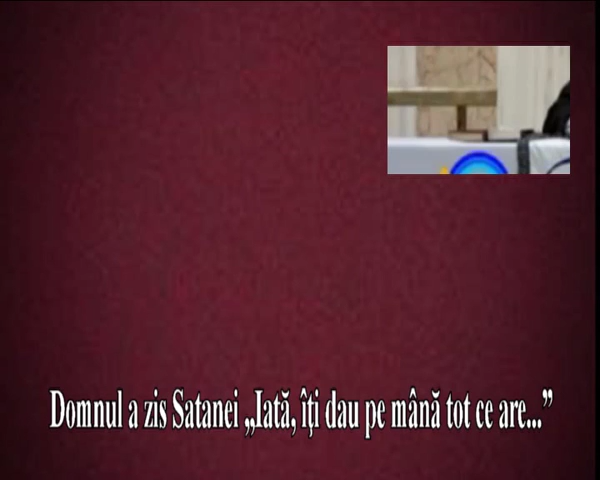 Domnul a zis Satanei „Iată, îţi dau pe mână tot ce are...”